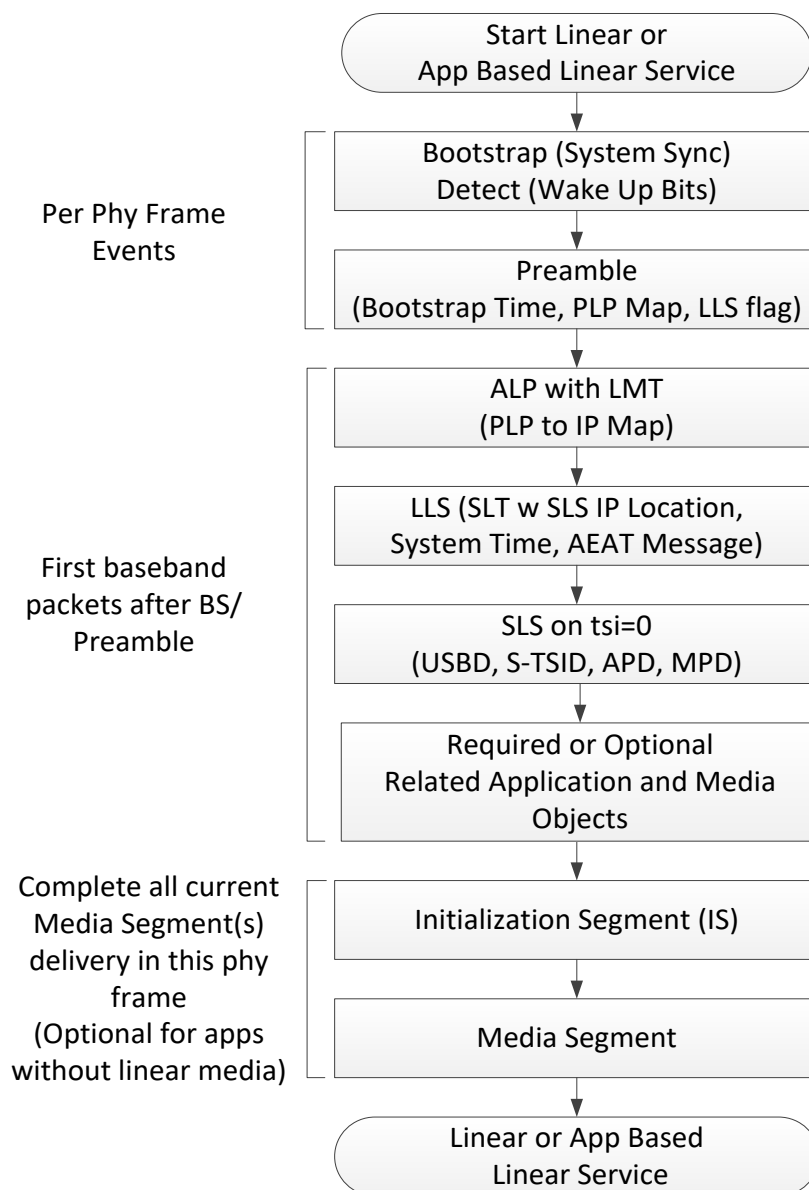 Start Linear or
App Based Linear Service
Bootstrap (System Sync)
Detect (Wake Up Bits)
Per Phy Frame
Events
Preamble
(Bootstrap Time, PLP Map, LLS flag)
ALP with LMT
(PLP to IP Map)
LLS (SLT w SLS IP Location,
System Time, AEAT Message)
First baseband
packets after BS/
Preamble
SLS on tsi=0
(USBD, S-TSID, APD, MPD)
Required or Optional
Related Application and Media
Objects
Complete all current
Media Segment(s)
delivery in this phy
frame
(Optional for apps
without linear media)
Initialization Segment (IS)
Media Segment
Linear or App Based
Linear Service